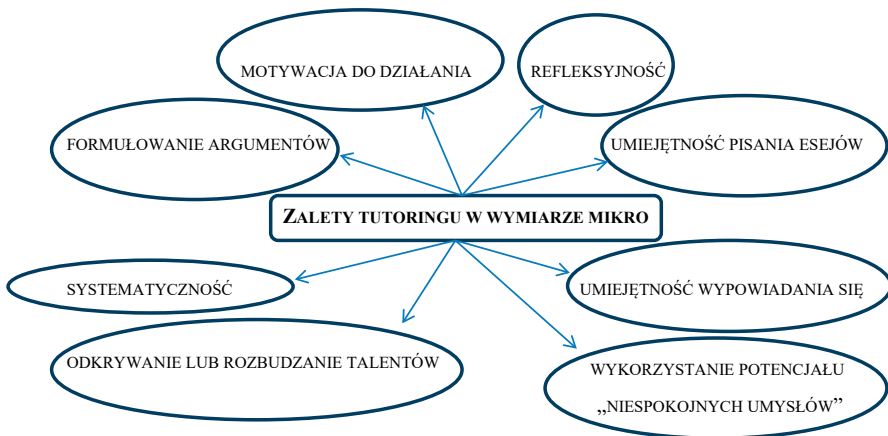 MOTYWACJA DO DZIAŁANIA
REFLEKSYJNOŚĆ
FORMUŁOWANIE ARGUMENTÓW
UMIEJĘTNOŚĆ PISANIA ESEJÓW
ZALETY TUTORINGU W WYMIARZE MIKRO
SYSTEMATYCZNOŚĆ
UMIEJĘTNOŚĆ WYPOWIADANIA SIĘ
ODKRYWANIE LUB ROZBUDZANIE TALENTÓW
WYKORZYSTANIE POTENCJAŁU
„NIESPOKOJNYCH UMYSŁÓW”